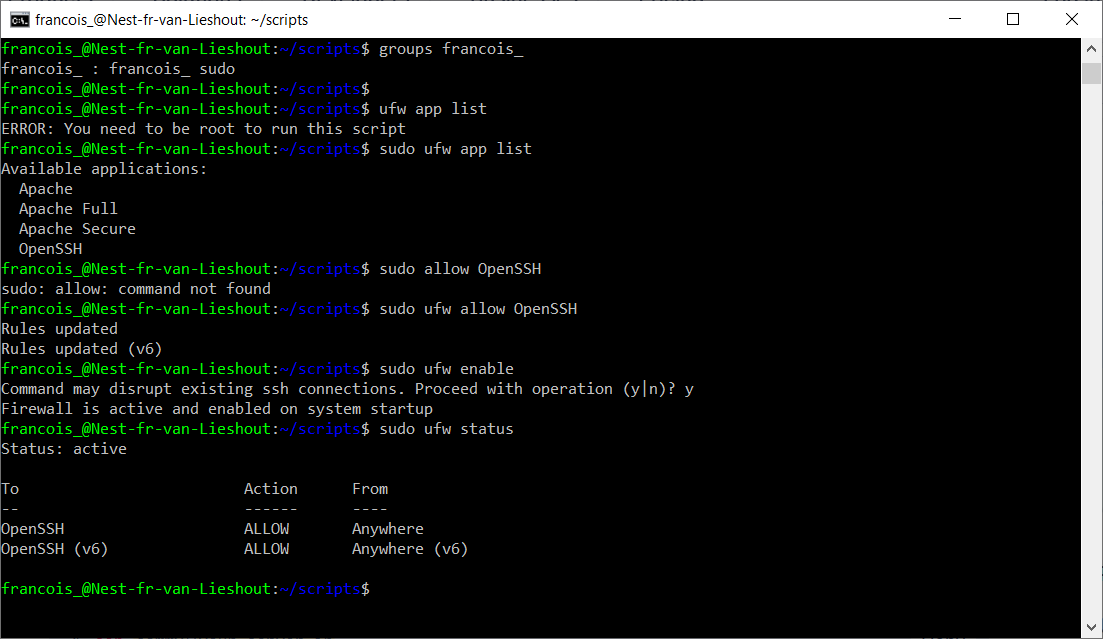 francois_@Nest-fr-van-Lieshout: ~/scripts
francois_@Nest-fr-van-Lieshout:~/scripts$ groups francois_
francois_ : francois_ sudo
francois_@Nest-fr-van-Lieshout:~/scripts$
francois_@Nest-fr-van-Lieshout:~/scripts$ ufw app list
ERROR: You need to be root to run this script
francois_@Nest-fr-van-Lieshout:~/scripts$ sudo ufw app list
Available applications:
  Apache
  Apache Full
  Apache Secure
  OpenSSH
francois_@Nest-fr-van-Lieshout:~/scripts$ sudo allow OpenSSH
sudo: allow: command not found
francois_@Nest-fr-van-Lieshout:~/scripts$ sudo ufw allow OpenSSH
Rules updated
Rules updated (v6)
francois_@Nest-fr-van-Lieshout:~/scripts$ sudo ufw enable
Command may disrupt existing ssh connections. Proceed with operation (y|n)? y
Firewall is active and enabled on system startup
francois_@Nest-fr-van-Lieshout:~/scripts$ sudo ufw status
Status: active
To                         Action      From
--                         ------      ----
OpenSSH                    ALLOW       Anywhere
OpenSSH (v6)               ALLOW       Anywhere (v6)
francois_@Nest-fr-van-Lieshout:~/scripts$